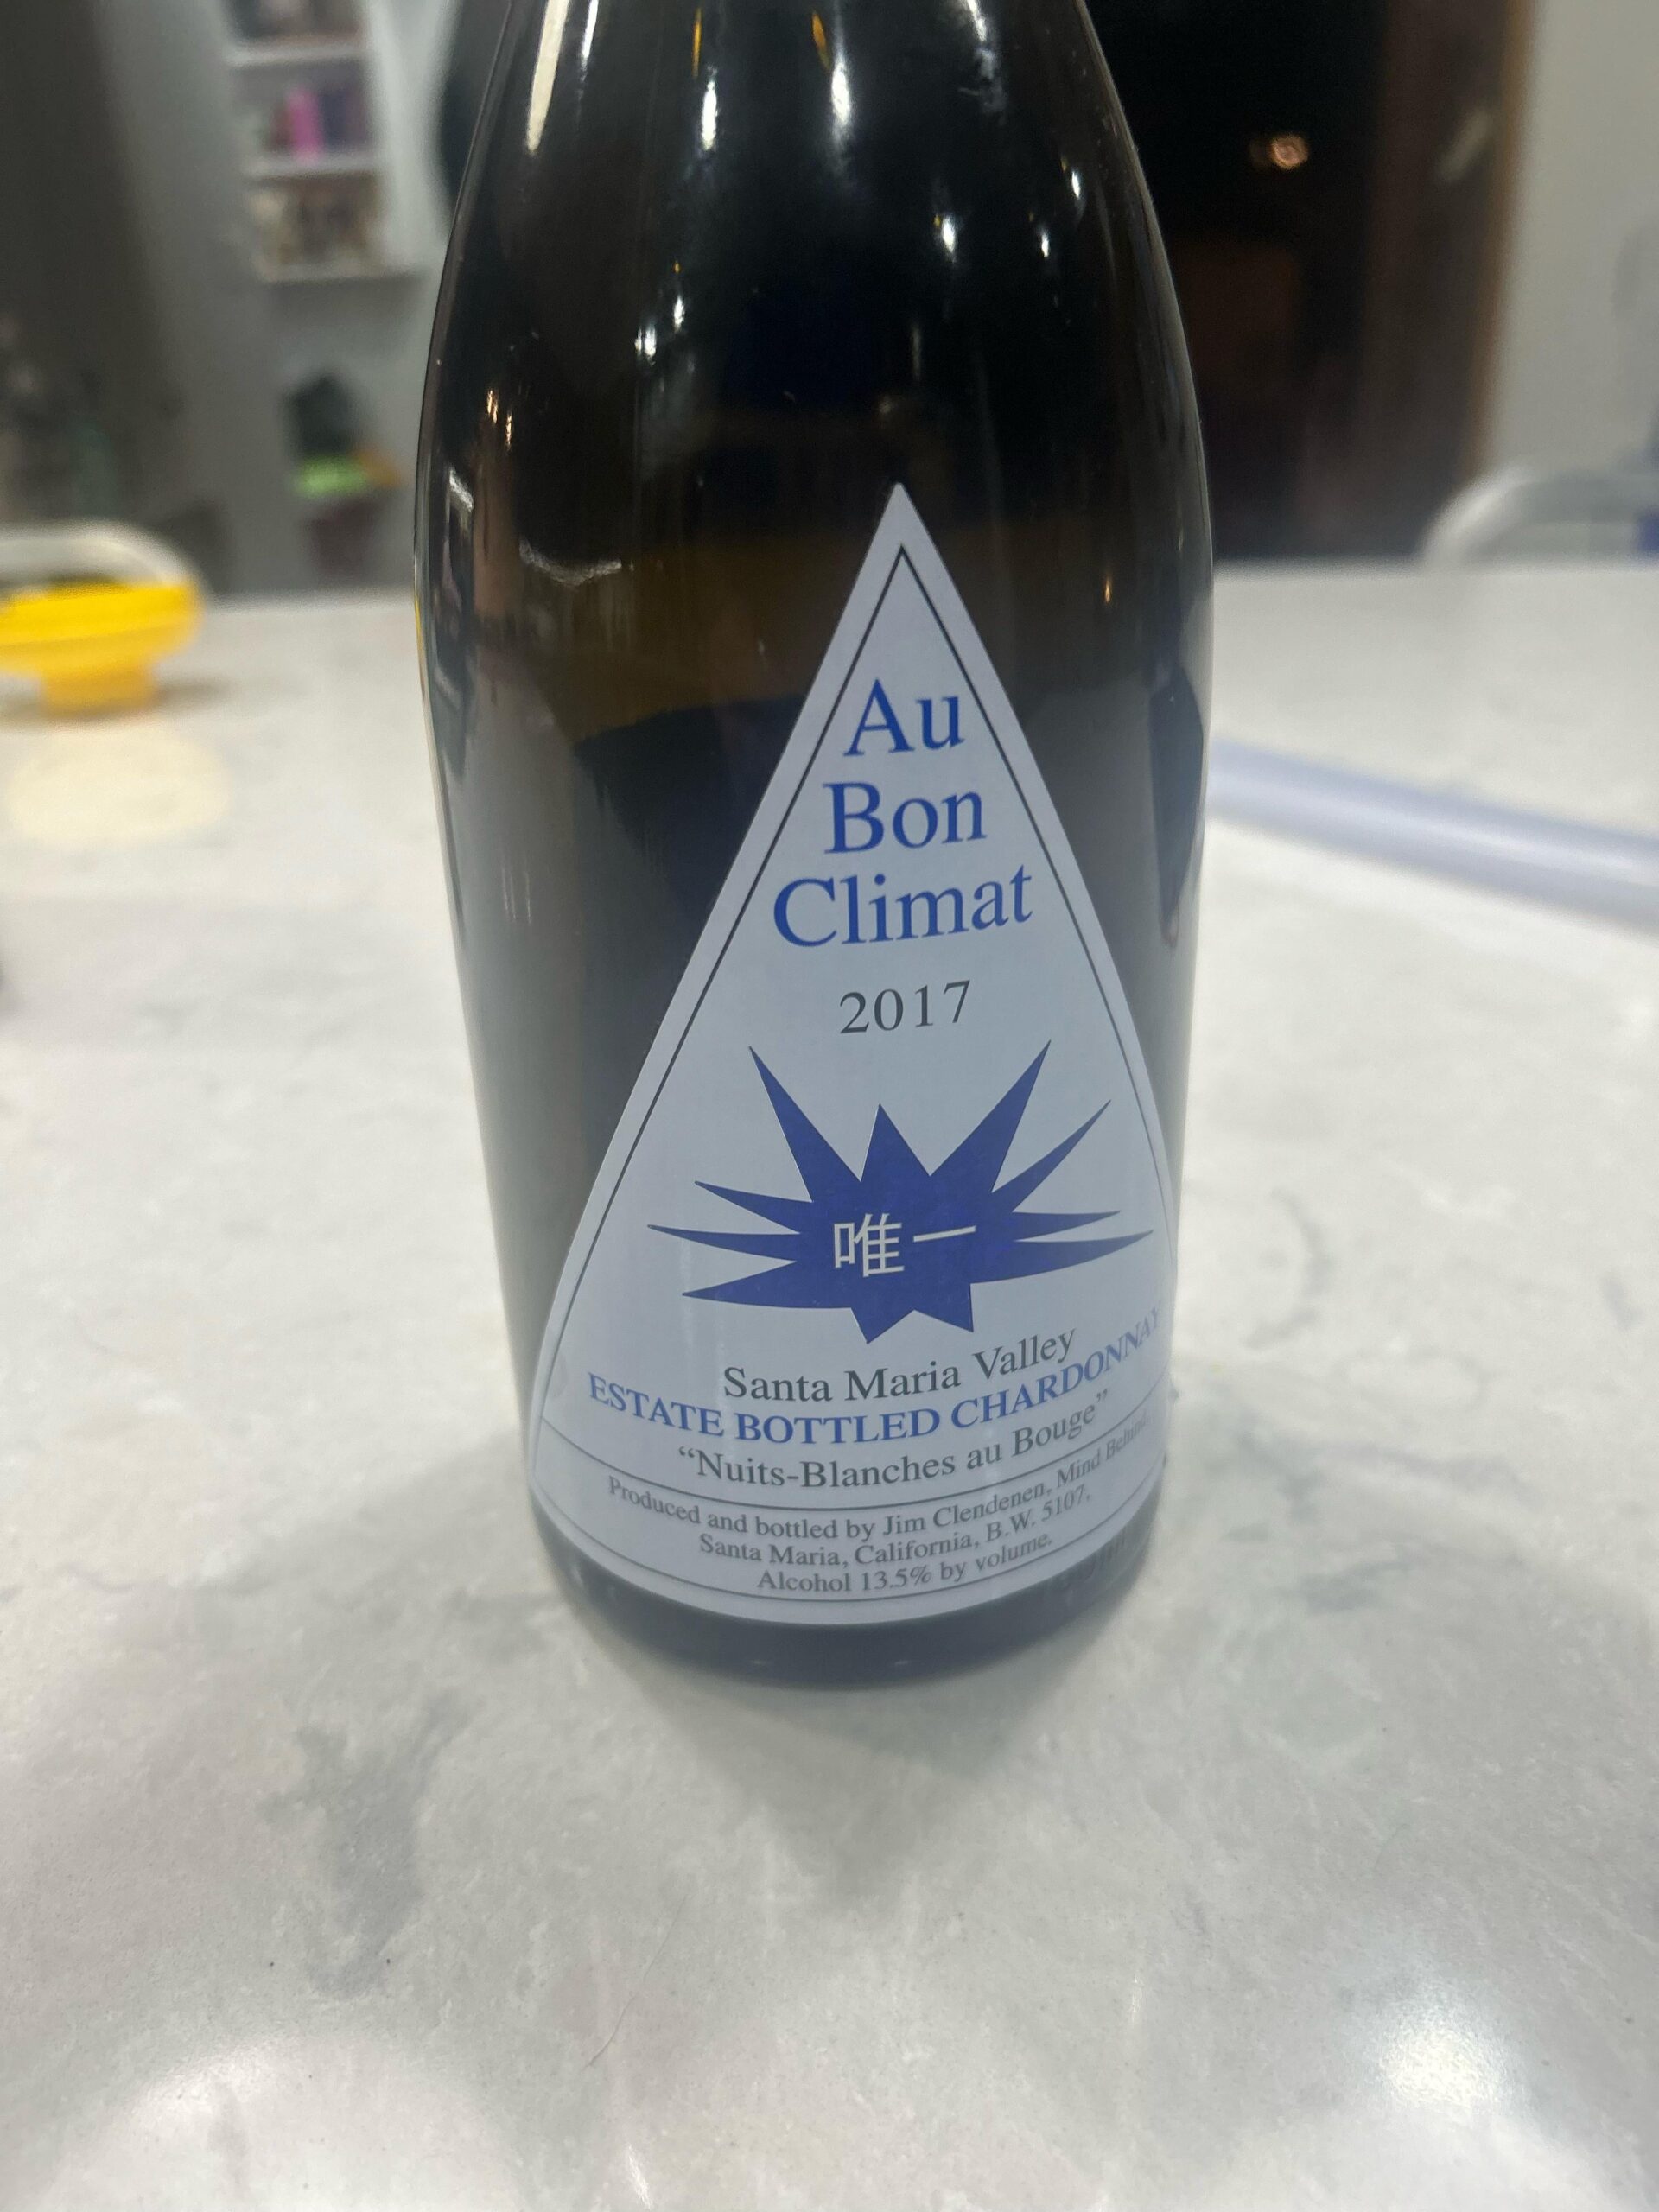 Au
Bon
Climat
2017
唯一
Santa Maria Valley
ESTATE BOTTLED CHARDONNAY
“Nuits-Blanches au Bouge”
Produced and bottled by Jim Clendenen, Mind Behind,
Santa Maria, California, B.W. 5107.
Alcohol 13.5% by volume.